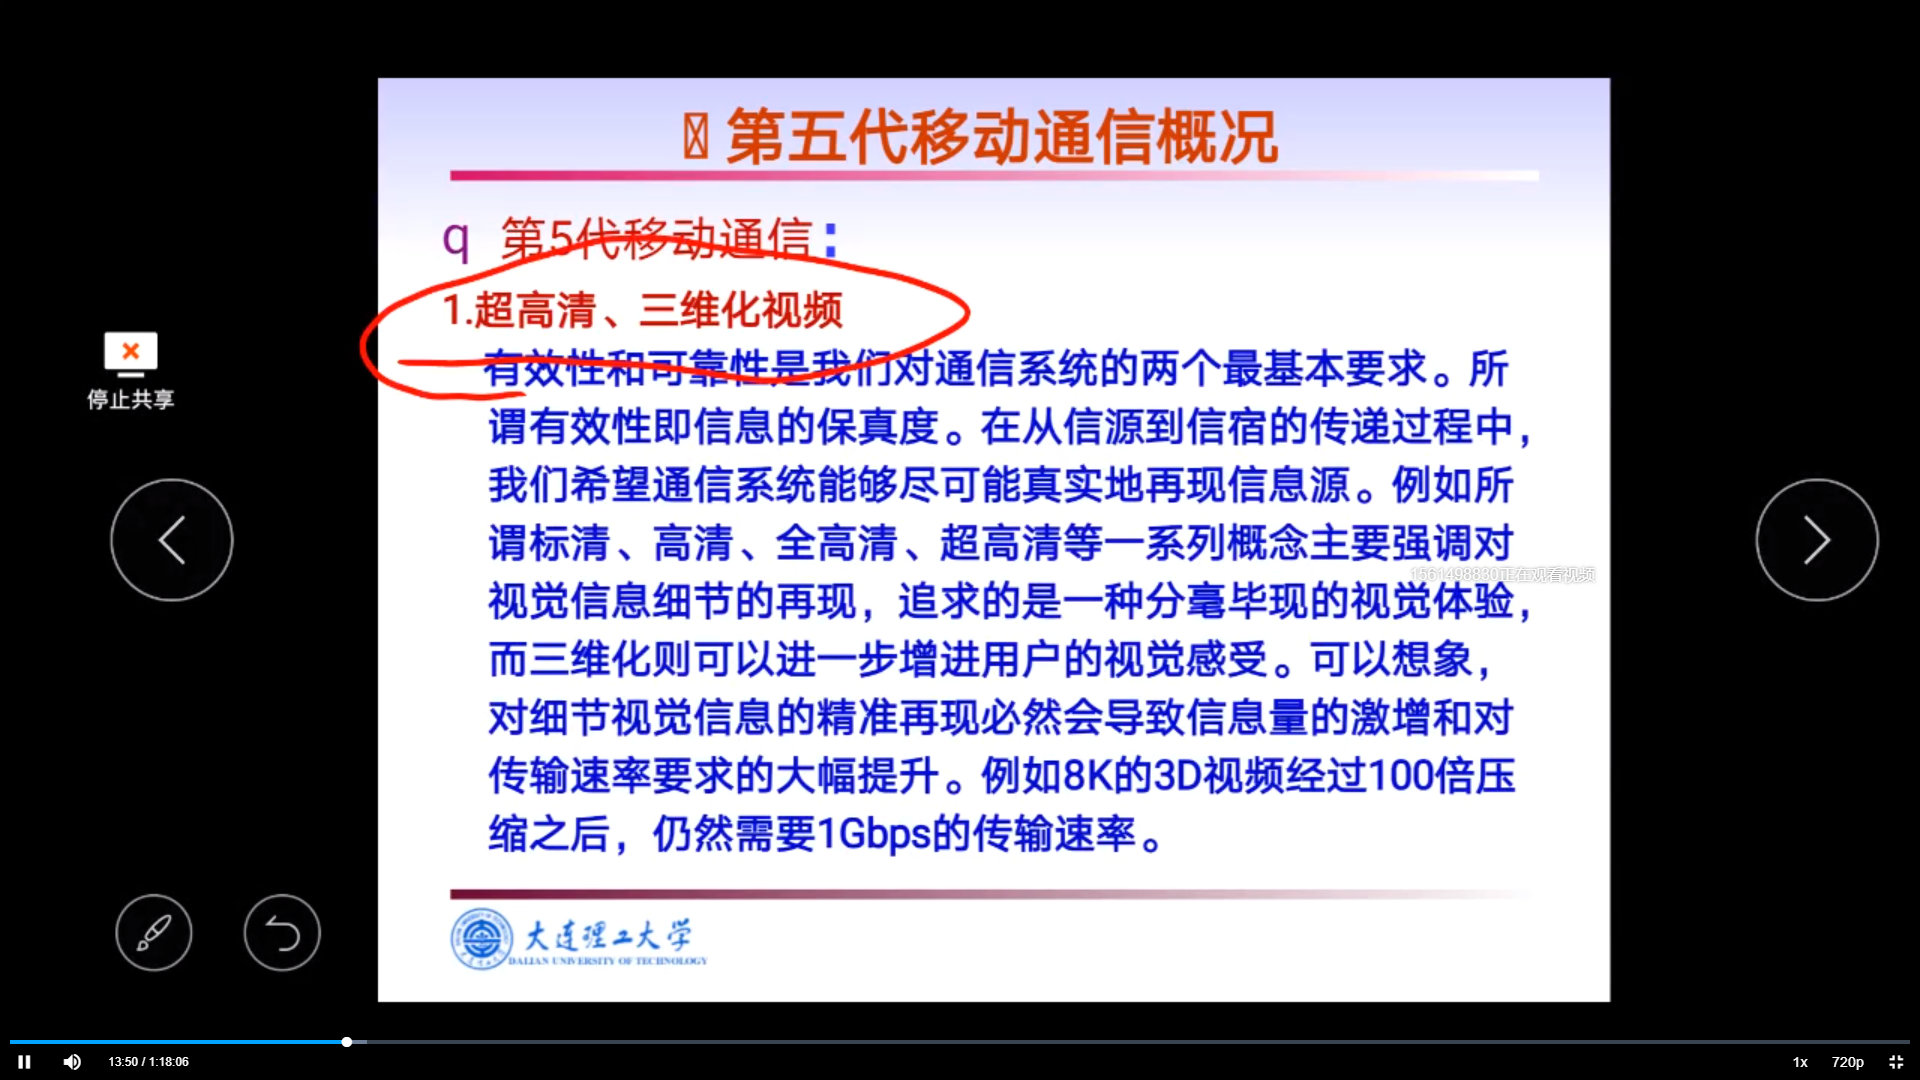 第五代移动通信概况
q 第5代移动通信：
1.超高清、三维化视频
有效性和可靠性是我们对通信系统的两个最基本要求。所
谓有效性即信息的保真度。在从信源到信宿的传递过程中，
我们希望通信系统能够尽可能真实地再现信息源。例如所
谓标清、高清、全高清、超高清等一系列概念主要强调对
1561498830正在观看视频
视觉信息细节的再现，追求的是一种分毫毕现的视觉体验，
而三维化则可以进一步增进用户的视觉感受。可以想象，
对细节视觉信息的精准再现必然会导致信息量的激增和对
传输速率要求的大幅提升。例如8K的3D视频经过100倍压
缩之后，仍然需要1Gbps的传输速率。
停止共享
大连理工大学
DALIAN UNIVERSITY OF TECHNOLOGY
13:50 / 1:18:06
1x
720p